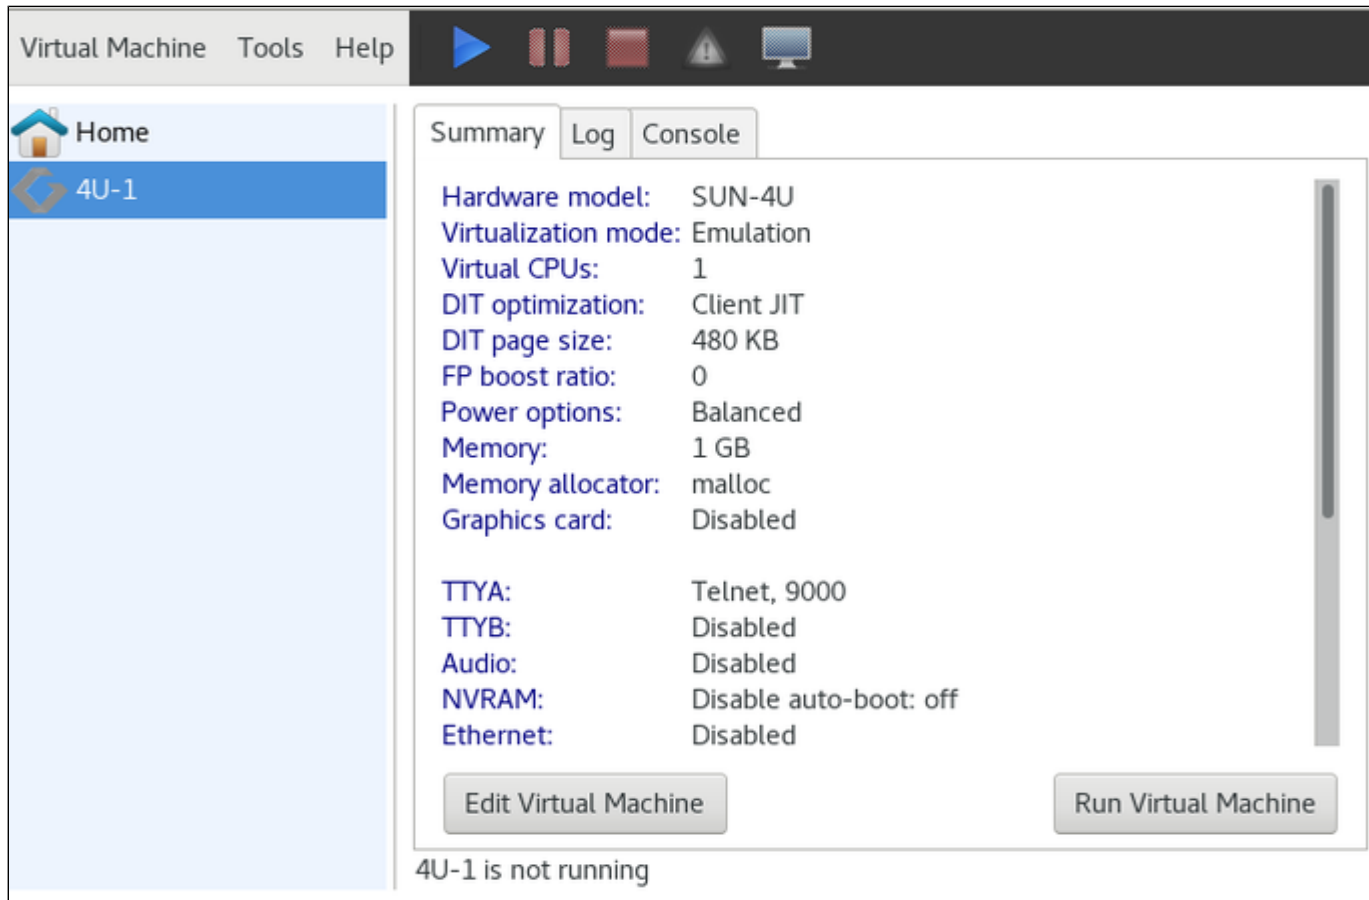 Virtual Machine Tools Help
Home
4U-1
Summary Log Console
Hardware model: SUN-4U
Virtualization mode: Emulation
Virtual CPUs: 1
DIT optimization: Client JIT
DIT page size: 480 KB
FP boost ratio: 0
Power options: Balanced
Memory: 1 GB
Memory allocator: malloc
Graphics card: Disabled
TTYA: Telnet, 9000
TTYB: Disabled
Audio: Disabled
NVRAM: Disable auto-boot: off
Ethernet: Disabled
Edit Virtual Machine Run Virtual Machine
4U-1 is not running